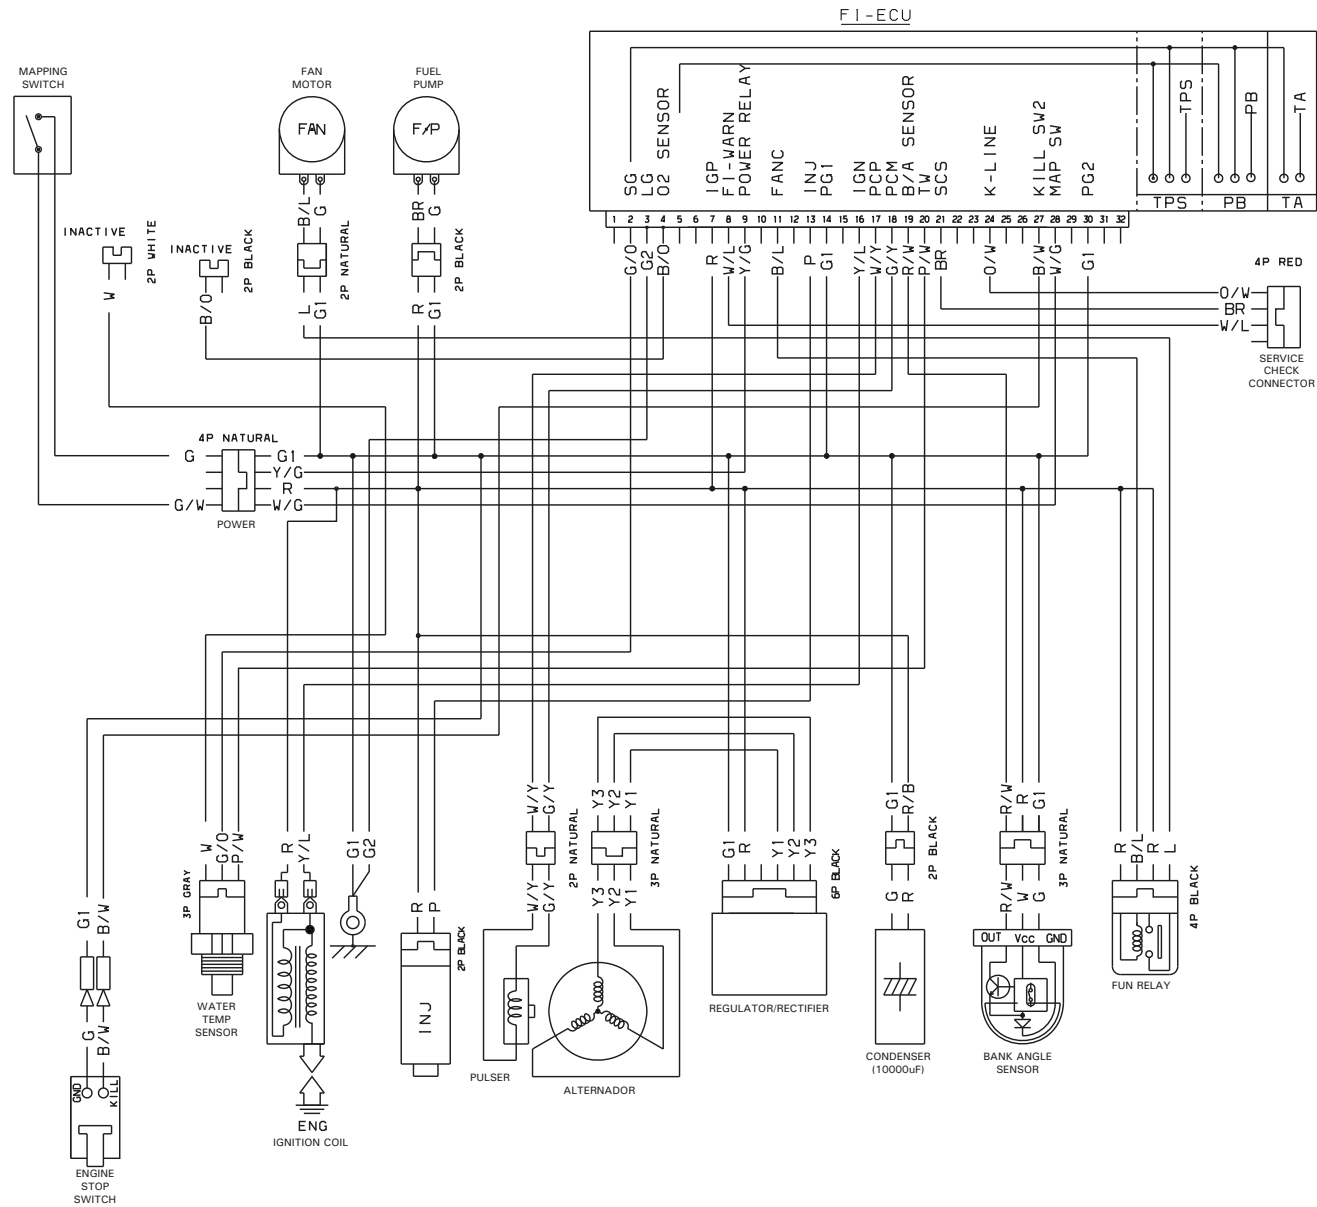 FI-ECU
MAPPING
SWITCH
FAN
MOTOR
FUEL
PUMP
FAN
F/P
SG
LG
O2 SENSOR
IGP
FI-WARN
POWER RELAY
FANC
INJ
PG1
IGN
PCP
PCM
B/A SENSOR
TW
SCS
K-LINE
KILL SW2
MAP SW
PG2
TPS
PB
TA
TPS
PB
TA
1 2 3 4 5 6 7 8 9 10 11 12 13 14 15 16 17 18 19 20 21 22 23 24 25 26 27 28 29 30 31 32
G/O
G2
B/O
R
W/L
Y/G
B/L
P
G1
Y/L
W/Y
G/Y
R/W
P/W
BR
O/W
B/W
W/G
G1
INACTIVE
2P WHITE
W
INACTIVE
2P BLACK
B/O
B/L
G
2P NATURAL
L
G1
BR
G
2P BLACK
R
G1
4P RED
O/W
BR
W/L
SERVICE
CHECK
CONNECTOR
4P NATURAL
G
G1
Y/G
R
G/W
W/G
POWER
G1
B/W
G
B/W
GND
KILL
ENGINE
STOP
SWITCH
W
G/O
P/W
3P GRAY
WATER
TEMP
SENSOR
R
Y/L
ENG
IGNITION COIL
G1
G2
R
P
2P BLACK
INJ
W/Y
G/Y
2P NATURAL
W/Y
G/Y
PULSER
Y3
Y2
Y1
3P NATURAL
Y3
Y2
Y1
ALTERNADOR
G1
R
Y1
Y2
Y3
6P BLACK
REGULATOR/RECTIFIER
G1
R/B
2P BLACK
G
R
CONDENSER
(10000uF)
R/W
R
G1
3P NATURAL
R/W
W
G
OUT Vcc GND
BANK ANGLE
SENSOR
R
B/L
R
L
4P BLACK
FUN RELAY